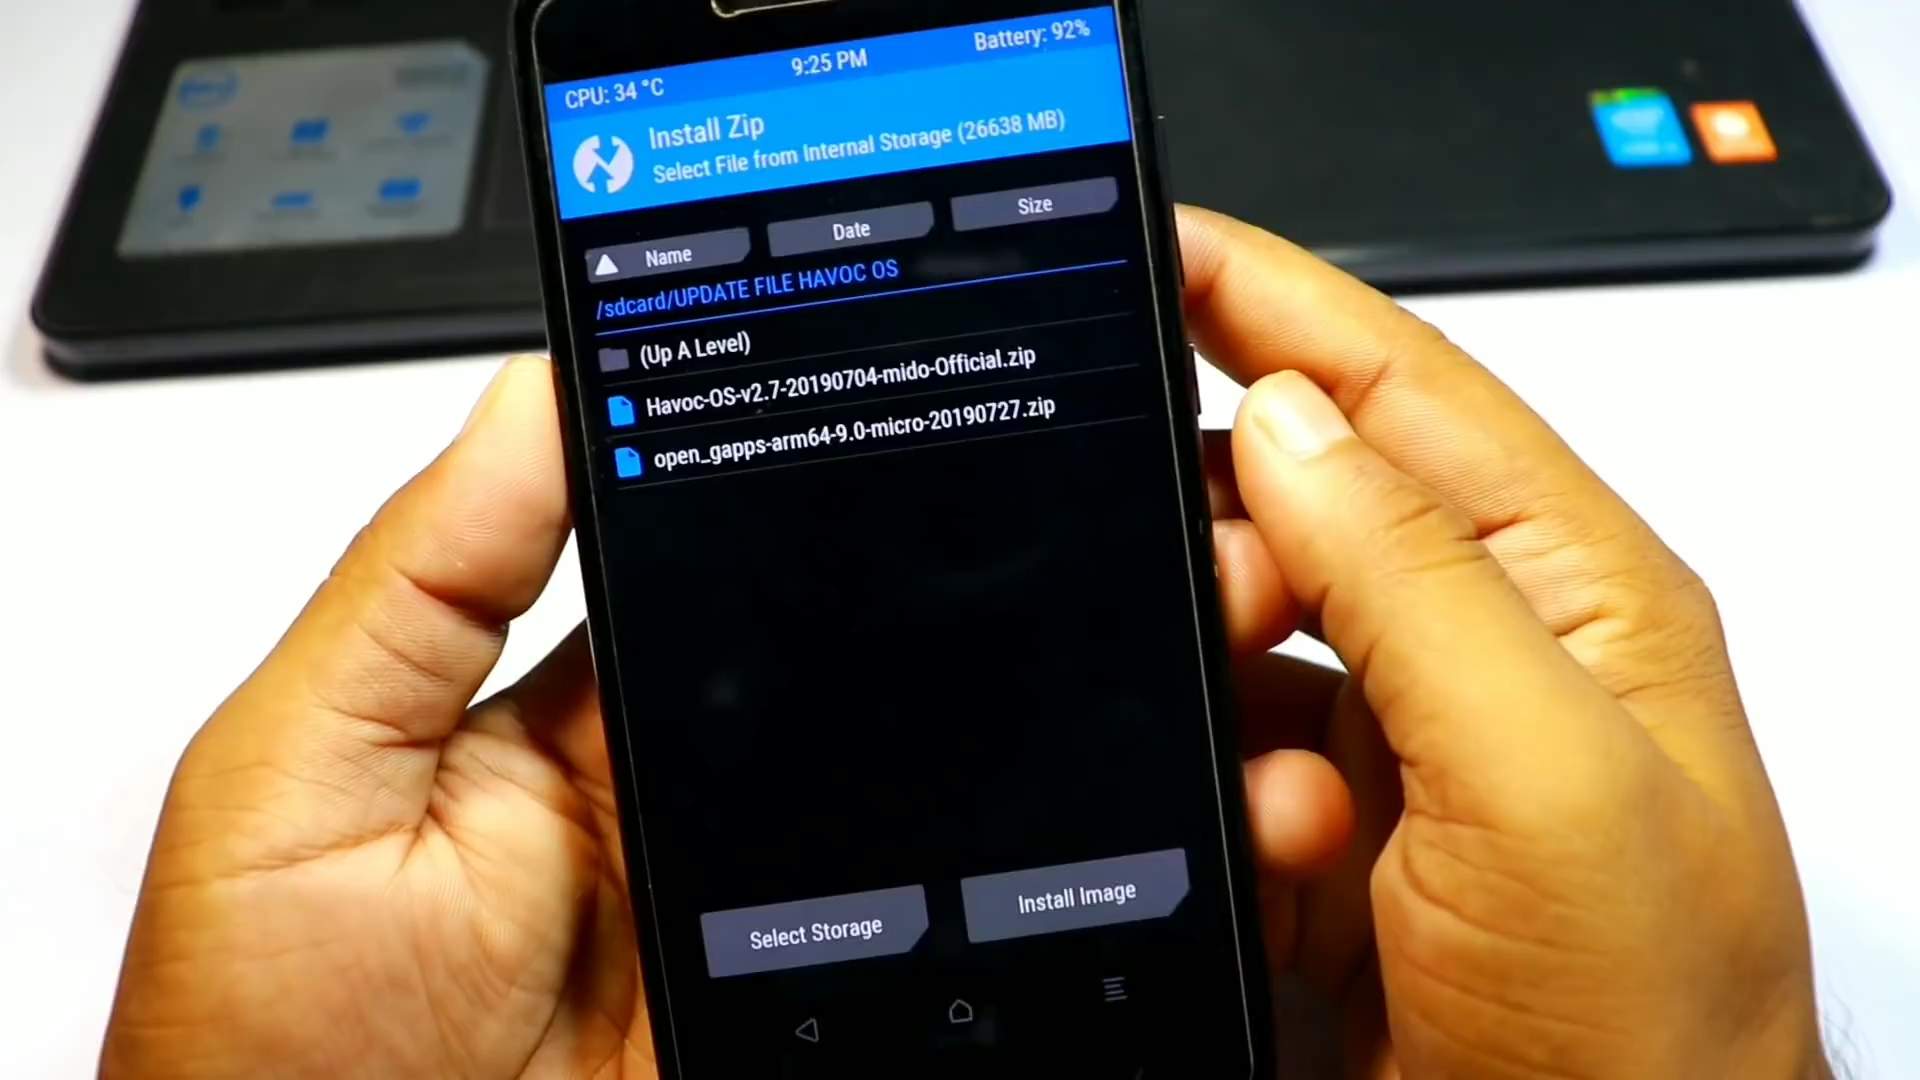 CPU: 34 °C
9:25 PM
Battery: 92%
Install Zip
Select File from Internal Storage (26638 MB)
Name
Date
Size
/sdcard/UPDATE FILE HAVOC OS
(Up A Level)
Havoc-OS-v2.7-20190704-mido-Official.zip
open_gapps-arm64-9.0-micro-20190727.zip
Select Storage
Install Image